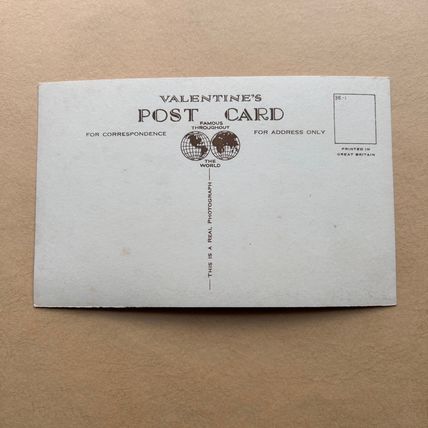 VALENTINE'S
POST CARD
FAMOUS
THROUGHOUT
THE
WORLD
FOR CORRESPONDENCE
FOR ADDRESS ONLY
PRINTED IN
GREAT BRITAIN
THIS IS A REAL PHOTOGRAPH